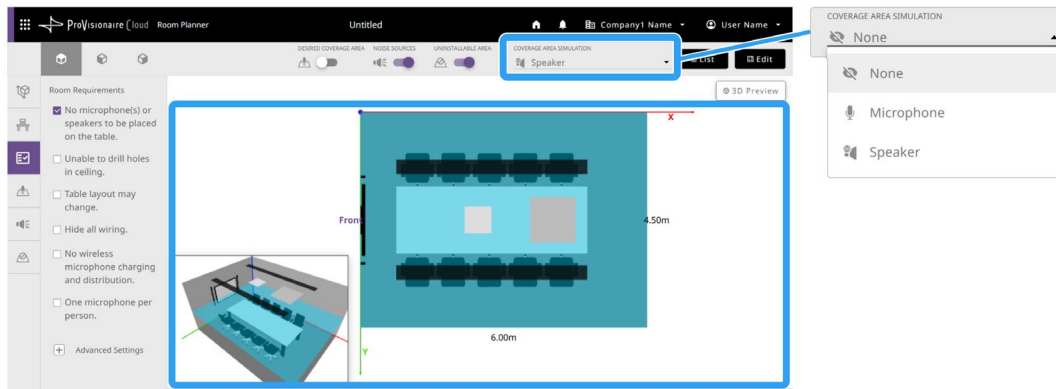 ProVisionaire Cloud Room Planner
Untitled
Company1 Name
User Name
DESIRED COVERAGE AREA
NOISE SOURCES
UNINSTALLABLE AREA
COVERAGE AREA SIMULATION
Speaker
List
Edit
COVERAGE AREA SIMULATION
None
None
Microphone
Speaker
Room Requirements
No microphone(s) or
speakers to be placed
on the table.
Unable to drill holes
in ceiling.
Table layout may
change.
Hide all wiring.
No wireless
microphone charging
and distribution.
One microphone per
person.
Advanced Settings
3D Preview
X
Front
4.50m
6.00m
Y